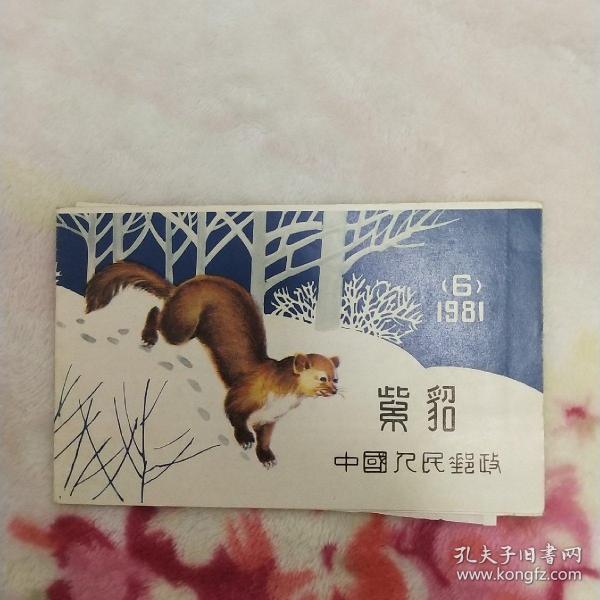 (6)
1981
紫貂
中國人民郵政
孔夫子旧书网
www.kongfz.com